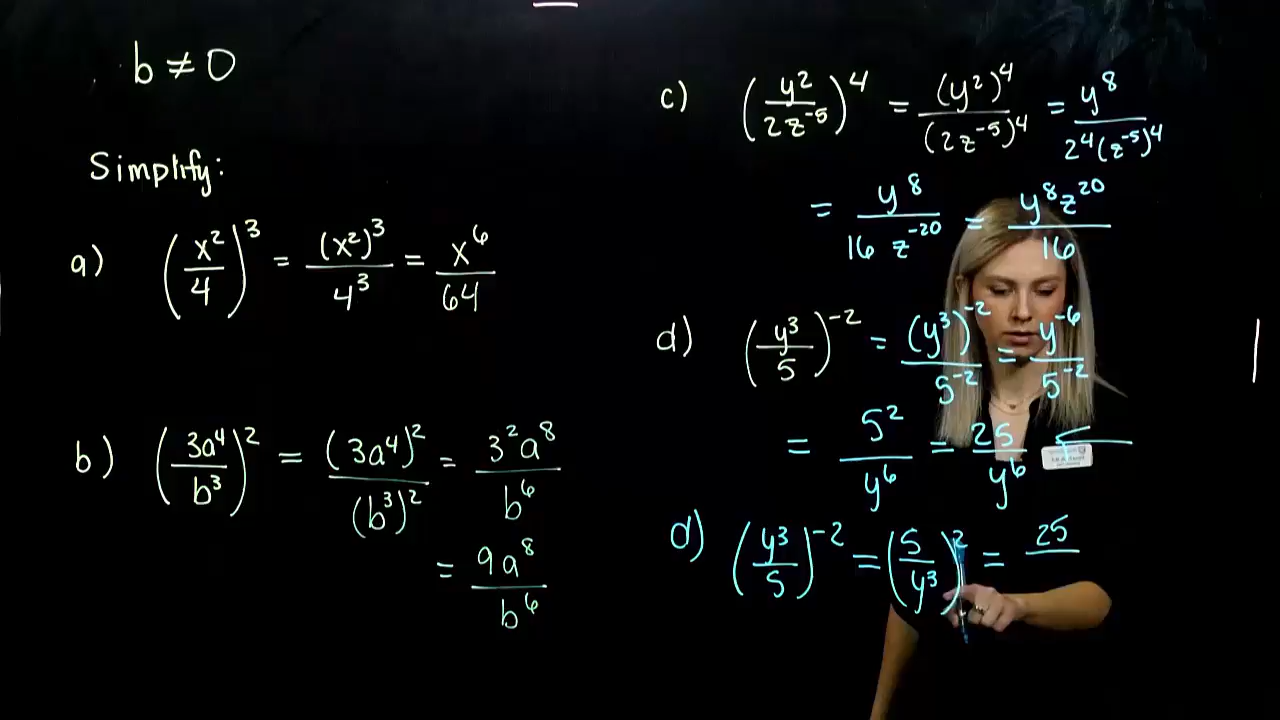 b ≠ 0
Simplify:
a) (x²/4)³ = (x²)³/4³ = x⁶/64
b) (3a⁴/b³)² = (3a⁴)²/(b³)² = 3²a⁸/b⁶
= 9a⁸/b⁶
c) (y²/2z⁻⁵)⁴ = (y²)⁴/(2z⁻⁵)⁴ = y⁸/2⁴(z⁻⁵)⁴
= y⁸/16 z⁻²⁰ = y⁸z²⁰/16
d) (y³/5)⁻² = (y³)⁻²/5⁻² = y⁻⁶/5⁻²
= 5²/y⁶ = 25/y⁶
d) (y³/5)⁻² = (5/y³)² = 25